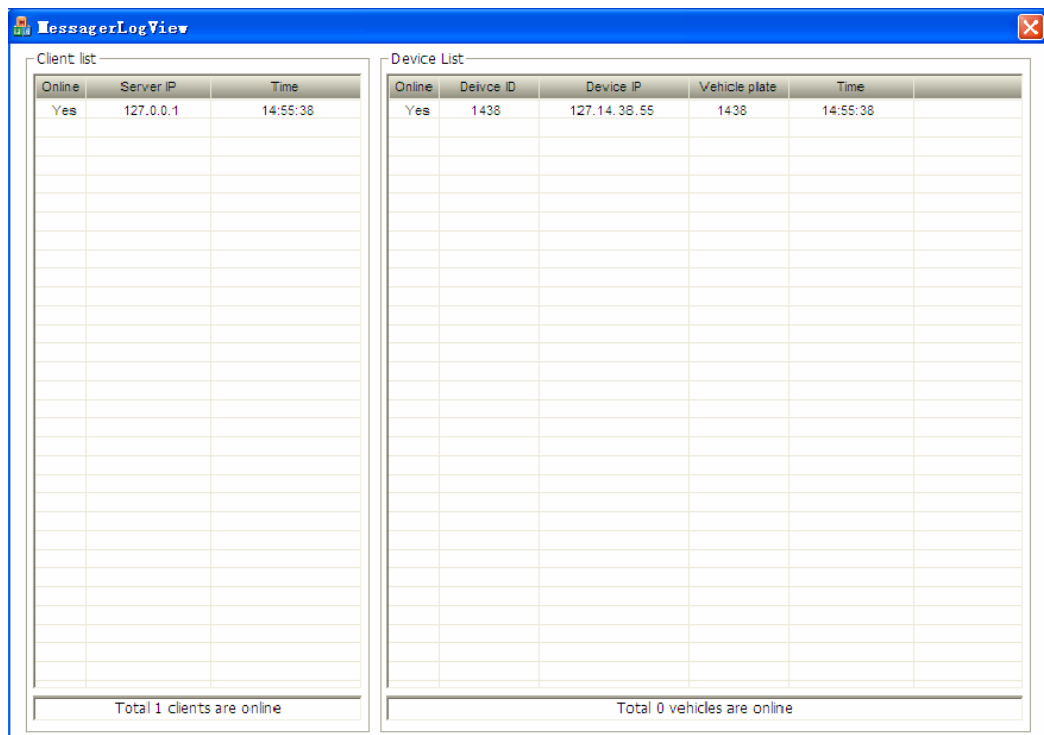 MessagerLogView
Client list
Online Server IP Time
Yes 127.0.0.1 14:55:38
Total 1 clients are online
Device List
Online Deivce ID Device IP Vehicle plate Time
Yes 1438 127.14.38.55 1438 14:55:38
Total 0 vehicles are online